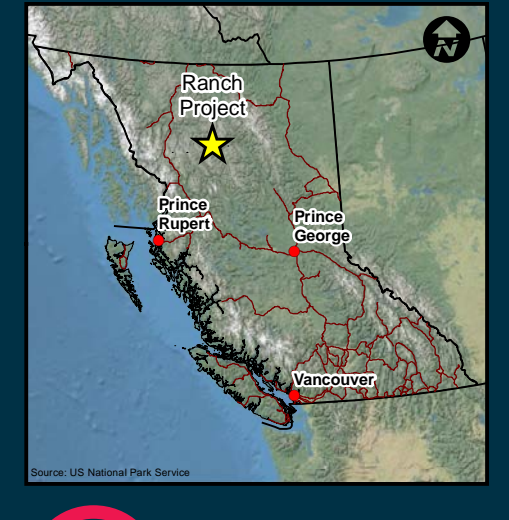 N
Ranch
Project
Prince
Rupert
Prince
George
Vancouver
Source: US National Park Service